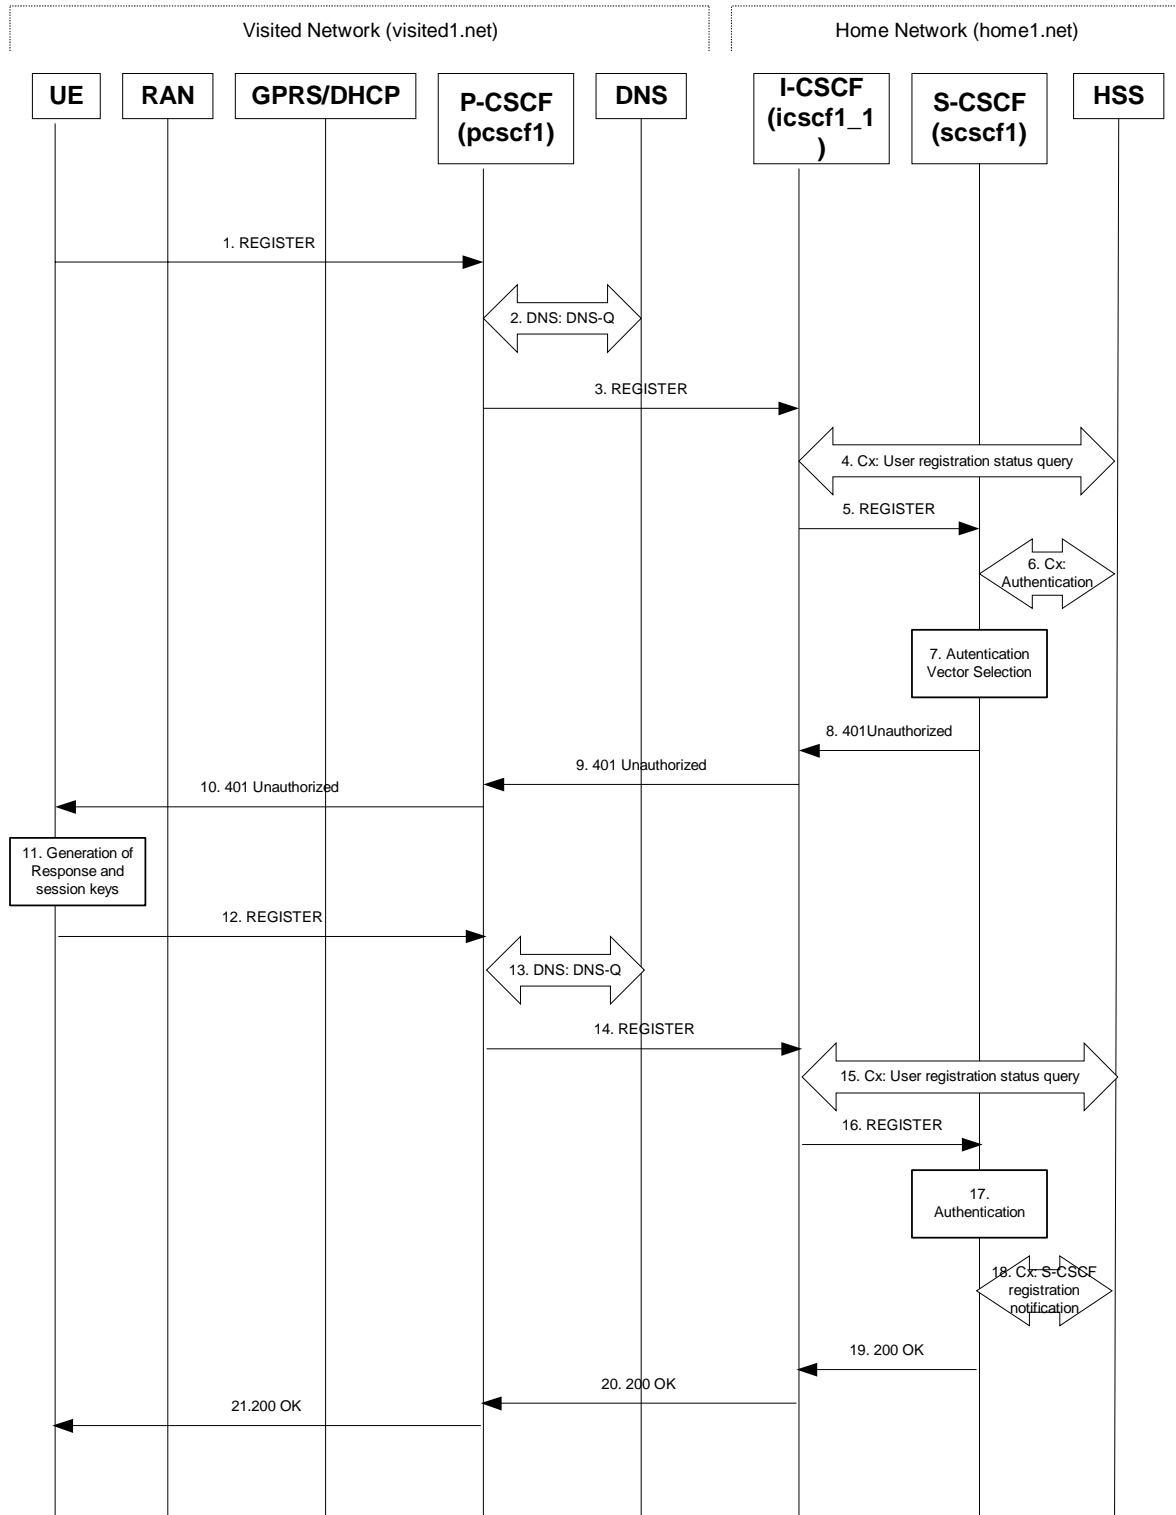 Visited Network (visited1.net)
Home Network (home1.net)
UE
RAN
GPRS/DHCP
P-CSCF
(pcscf1)
DNS
I-CSCF
(icscf1_1
)
S-CSCF
(scscf1)
HSS
1. REGISTER
2. DNS: DNS-Q
3. REGISTER
4. Cx: User registration status query
5. REGISTER
6. Cx:
Authentication
7. Autentication
Vector Selection
8. 401Unauthorized
9. 401 Unauthorized
10. 401 Unauthorized
11. Generation of
Response and
session keys
12. REGISTER
13. DNS: DNS-Q
14. REGISTER
15. Cx: User registration status query
16. REGISTER
17.
Authentication
18. Cx: S-CSCF
registration
notification
19. 200 OK
20. 200 OK
21.200 OK